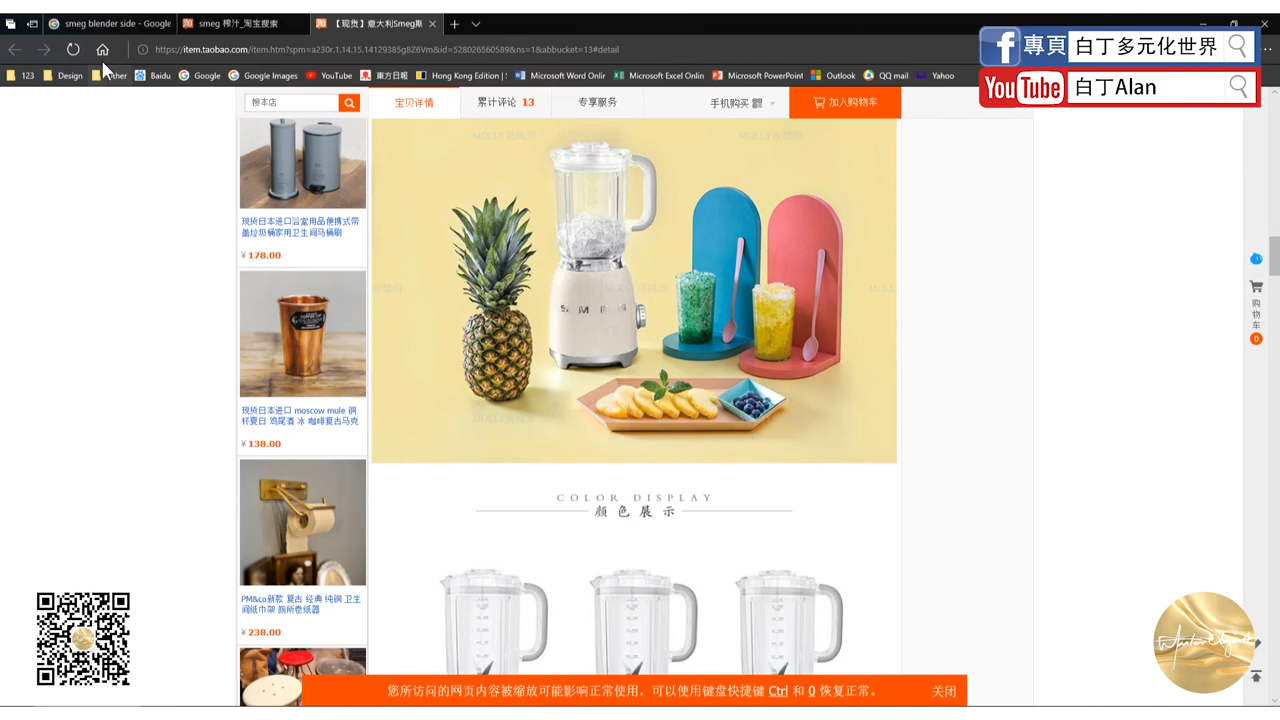 smeg blender side - Google
smeg 榨汁_淘宝搜索
【现货】意大利Smeg斯
https://item.taobao.com/item.htm?spm=a230r.1.14.15.14129385g8Z6Vm&id=528026560589&ns=1&abbucket=13#detail
123
Design
Other
Baidu
Google
Google Images
YouTube
東方日報
Hong Kong Edition |
Microsoft Word Onlin
Microsoft Excel Onlin
Microsoft PowerPoint
Outlook
QQ mail
Yahoo
專頁 白丁多元化世界
YouTube 白丁Alan
搜本店
宝贝详情
累计评论 13
专享服务
手机购买
加入购物车
现货日本进口浴室用品便携式带
盖垃圾桶家用卫生间马桶刷
¥ 178.00
现货日本进口 moscow mule 铜
杯夏日 鸡尾酒 冰 咖啡复古马克
¥ 138.00
PM&co新款 复古 经典 纯铜 卫生
间纸巾架 厕所卷纸器
¥ 238.00
SMEG
COLOR DISPLAY
颜色展示
购物车
0
您所访问的网页内容被缩放可能影响正常使用，可以使用键盘快捷键 Ctrl 和 0 恢复正常。
关闭